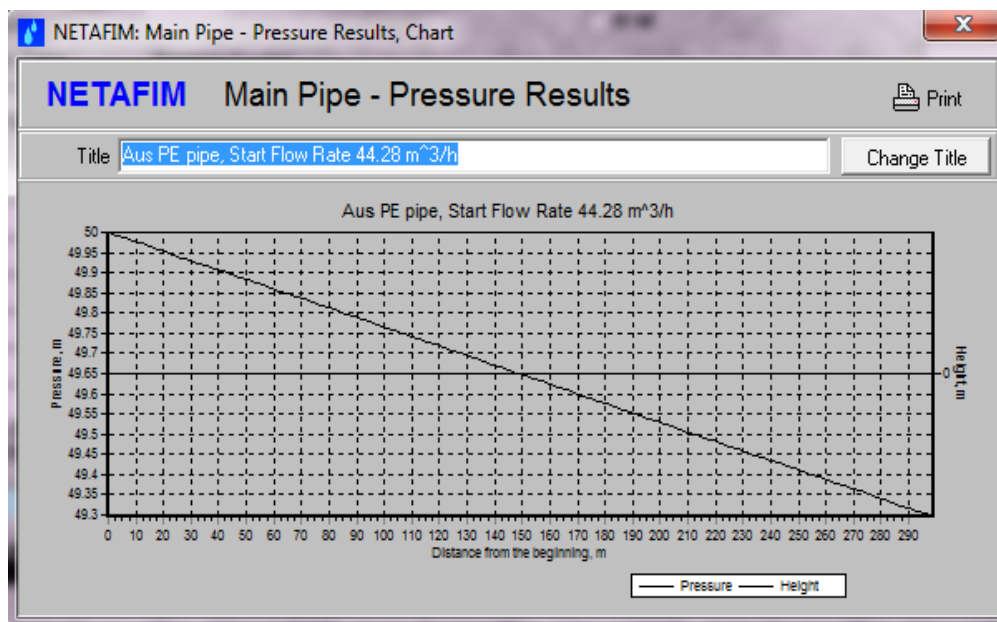 NETAFIM: Main Pipe - Pressure Results, Chart
X
NETAFIM Main Pipe - Pressure Results Print
Title Aus PE pipe, Start Flow Rate 44.28 m^3/h Change Title
Aus PE pipe, Start Flow Rate 44.28 m^3/h
50
49.95
49.9
49.85
49.8
49.75
49.7
49.65
49.6
49.55
49.5
49.45
49.4
49.35
49.3
Pressure, m
0
Height, m
0 10 20 30 40 50 60 70 80 90 100 110 120 130 140 150 160 170 180 190 200 210 220 230 240 250 260 270 280 290
Distance from the beginning, m
Pressure Height